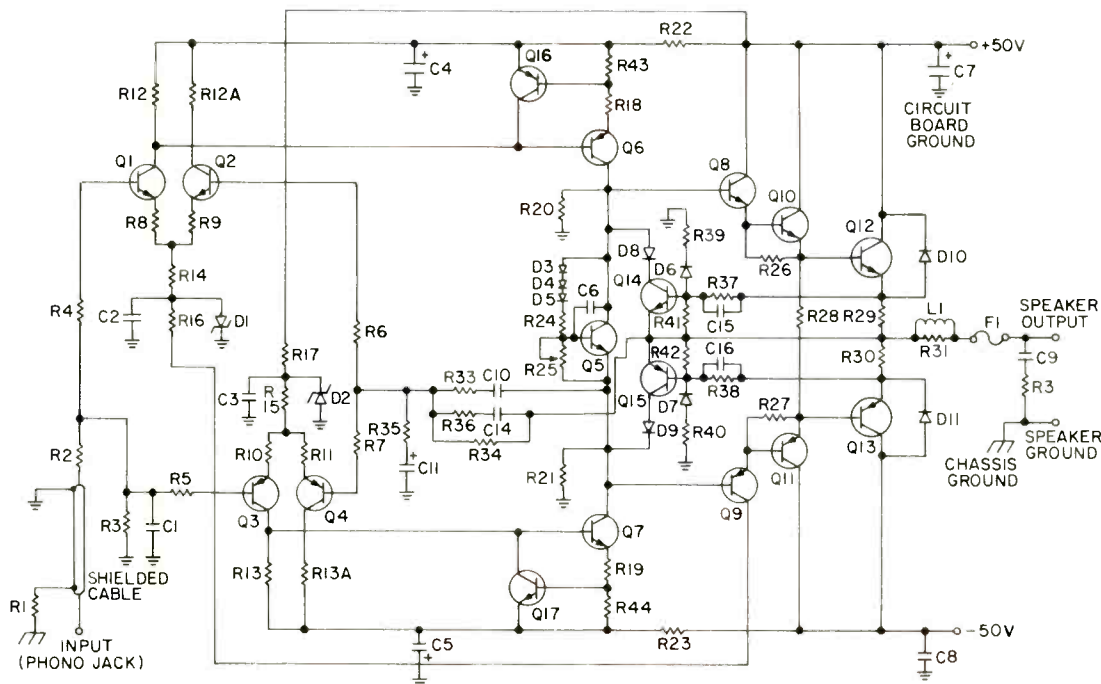 R22
+50V
Q16
R43
C4
C7
R12
R12A
R18
CIRCUIT
BOARD
GROUND
Q6
Q1
Q2
Q8
Q10
R8
R9
R20
R39
Q12
D8
R14
D3
D4
D5
C6
Q14
D6
R26
R37
D10
C2
R16
D1
R4
R6
R24
R41
C15
R28
R29
L1
F1
SPEAKER
OUTPUT
R17
R25
Q5
R42
C16
R30
R31
C9
C3
R
15
D2
R33
C10
Q15
R38
R3
R35
R36
C14
D7
R27
D11
R7
R34
D9
R40
Q13
SPEAKER
GROUND
R2
R10
R11
C11
R21
Q11
CHASSIS
GROUND
R5
Q3
Q4
Q9
R3
C1
Q7
SHIELDED
CABLE
R13
R13A
R19
R1
Q17
R44
INPUT
(PHONO JACK)
C5
R23
-50V
C8